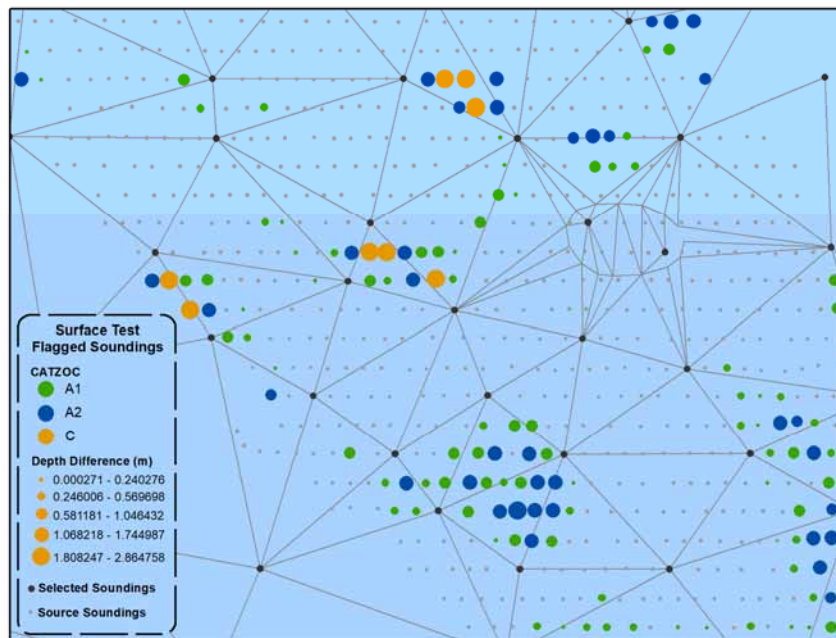 Surface Test
Flagged Soundings
CATZOC
A1
A2
C
Depth Difference (m)
0.000271 - 0.240276
0.246006 - 0.569698
0.581181 - 1.046432
1.068218 - 1.744987
1.808247 - 2.864758
Selected Soundings
Source Soundings